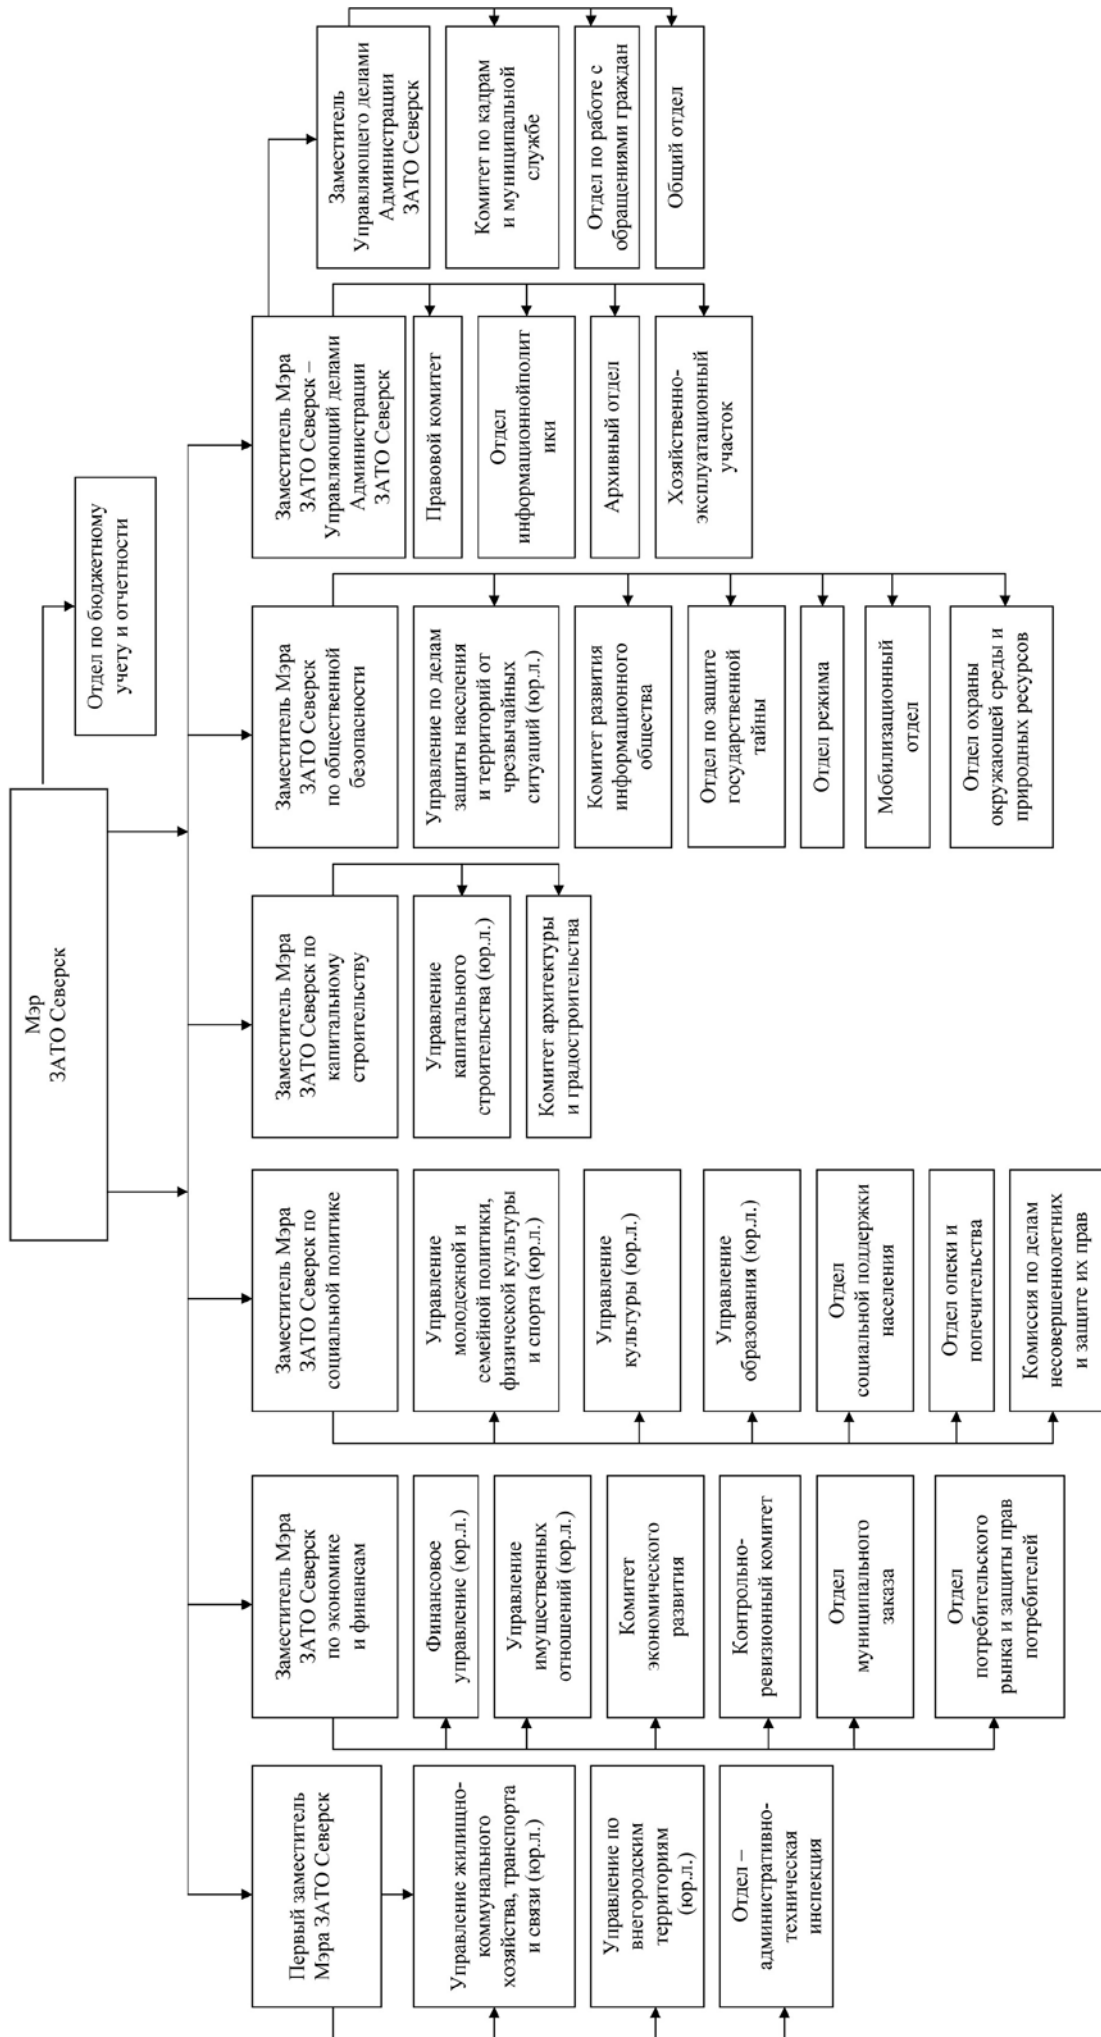 Мэр
ЗАТО Северск
Отдел по бюджетному
учету и отчетности
Первый заместитель
Мэра ЗАТО Северск
Управление жилищно-
коммунального
хозяйства, транспорта
и связи (юр.л.)
Управление по
внегородским
территориям
(юр.л.)
Отдел –
административно-
техническая
инспекция
Заместитель Мэра
ЗАТО Северск
по экономике
и финансам
Финансовое
управление (юр.л.)
Управление
имущественных
отношений (юр.л.)
Комитет
экономического
развития
Контрольно-
ревизионный комитет
Отдел
муниципального
заказа
Отдел
потребительского
рынка и защиты прав
потребителей
Заместитель Мэра
ЗАТО Северск по
социальной политике
Управление
молодежной и
семейной политики,
физической культуры
и спорта (юр.л.)
Управление
культуры (юр.л.)
Управление
образования (юр.л.)
Отдел
социальной поддержки
населения
Отдел опеки и
попечительства
Комиссия по делам
несовершеннолетних
и защите их прав
Заместитель Мэра
ЗАТО Северск по
капитальному
строительству
Управление
капитального
строительства (юр.л.)
Комитет архитектуры
и градостроительства
Заместитель Мэра
ЗАТО Северск
по общественной
безопасности
Управление по делам
защиты населения
и территорий от
чрезвычайных
ситуаций (юр.л.)
Комитет развития
информационного
общества
Отдел по защите
государственной
тайны
Отдел режима
Мобилизационный
отдел
Отдел охраны
окружающей среды и
природных ресурсов
Заместитель Мэра
ЗАТО Северск –
Управляющий делами
Администрации
ЗАТО Северск
Правовой комитет
Отдел
информационнойполит
ики
Архивный отдел
Хозяйственно-
эксплуатационный
участок
Заместитель
Управляющего делами
Администрации
ЗАТО Северск
Комитет по кадрам
и муниципальной
службе
Отдел по работе с
обращениями граждан
Общий отдел